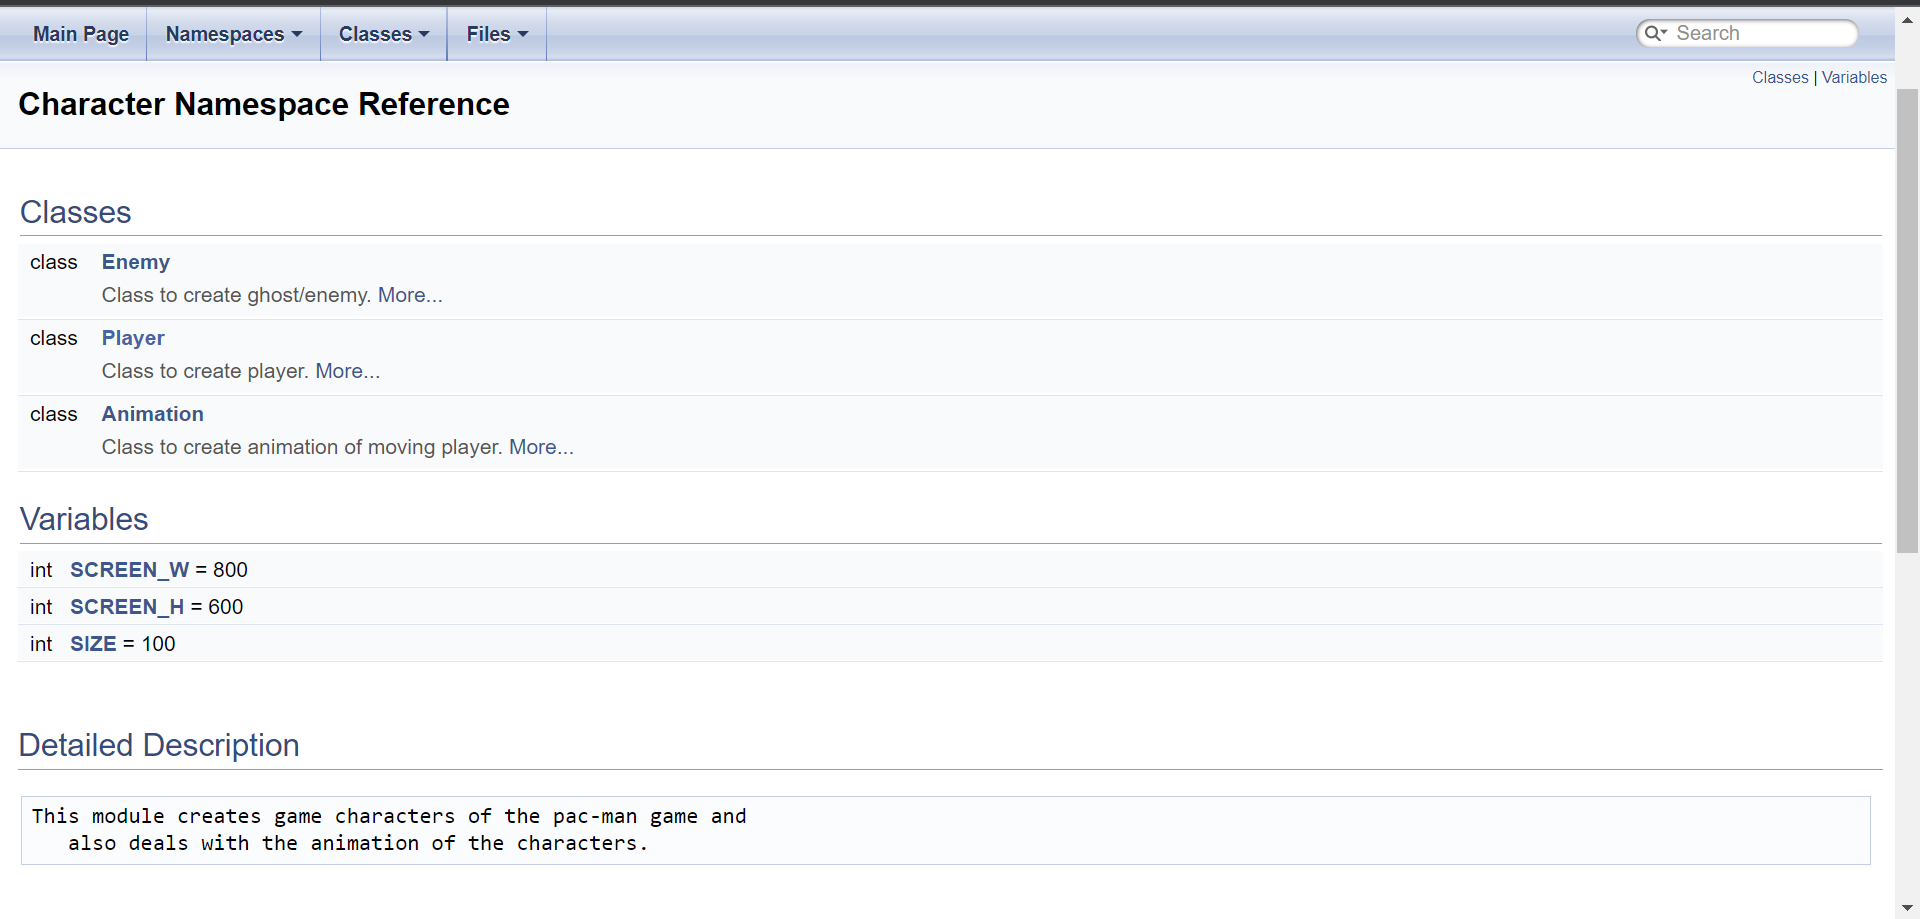 Main Page Namespaces Classes Files Search
Classes | Variables
Character Namespace Reference
Classes
class Enemy
Class to create ghost/enemy. More...
class Player
Class to create player. More...
class Animation
Class to create animation of moving player. More...
Variables
int SCREEN_W = 800
int SCREEN_H = 600
int SIZE = 100
Detailed Description
This module creates game characters of the pac-man game and
also deals with the animation of the characters.